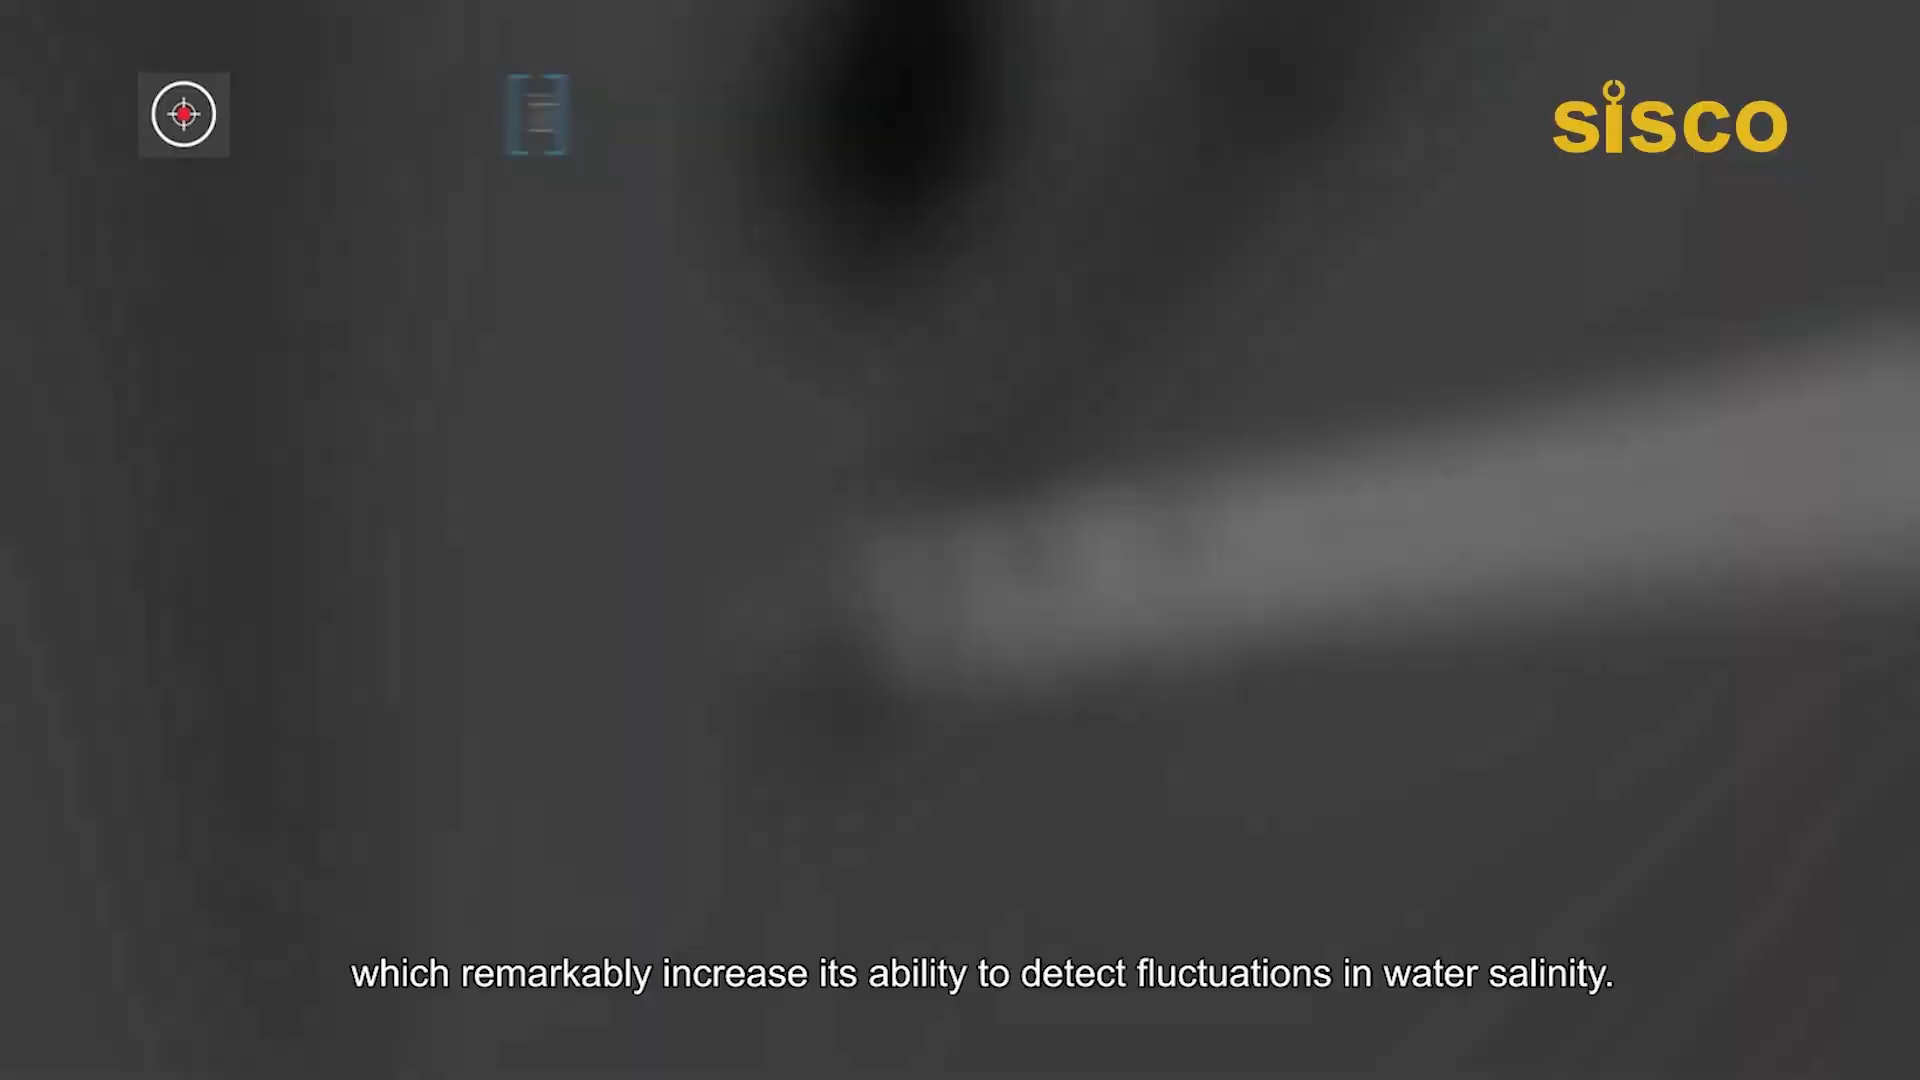 sisco
which remarkably increase its ability to detect fluctuations in water salinity.